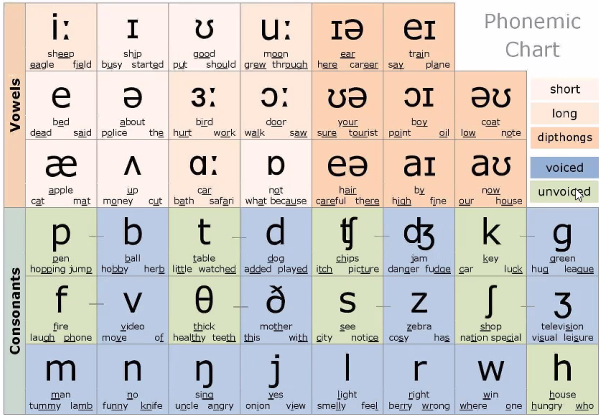 Phonemic
Chart
Vowels
iː ɪ ʊ uː ɪə eɪ
sheep ship good moon ear train
eagle field busy started put should grew through here career say plane
short
long
dipthongs
e ə ɜː ɔː ʊə ɔɪ əʊ
bed about bird door your boy coat
dead said police the hurt work walk saw sure tourist point oil low note
voiced
unvoiced
æ ʌ ɑː ɒ eə aɪ aʊ
apple up car not hair by now
cat mat money cut bath safari what because careful there high fine our house
Consonants
p b t d ʧ ʤ k g
pen ball table dog chips jam key green
hopping jump hobby herb little watched added played itch picture danger fudge car luck hug league
f v θ ð s z ʃ ʒ
fire video thick mother see zebra shop television
laugh phone move of healthy teeth this with city notice cosy has nation special visual leisure
m n ŋ j l r w h
man no sing yes light right win house
tummy lamb funny knife uncle angry onion view smelly feel berry wrong where one hungry who